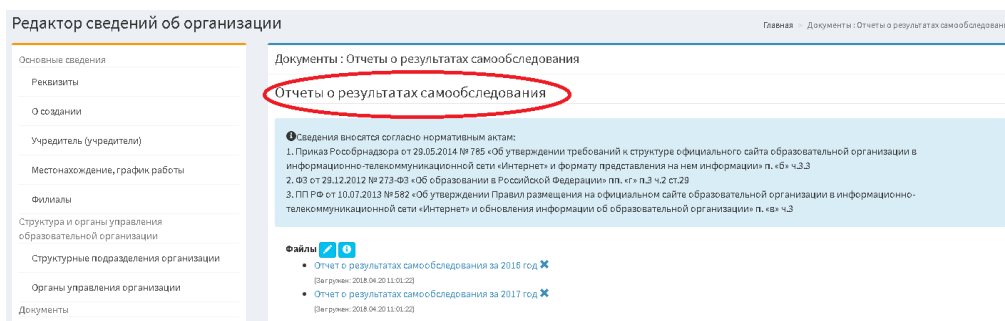 Редактор сведений об организации
Главная > Документы : Отчеты о результатах самообследован
Основные сведения
Реквизиты
О создании
Учредитель (учредители)
Местонахождение, график работы
Филиалы
Структура и органы управления
образовательной организации
Структурные подразделения организации
Органы управления организации
Документы
Документы : Отчеты о результатах самообследования
Отчеты о результатах самообследования
Сведения вносятся согласно нормативным актам:
1. Приказ Рособрнадзора от 29.05.2014 № 785 «Об утверждении требований к структуре официального сайта образовательной организации в
информационно-телекоммуникационной сети «Интернет» и формату представления на нем информации» п. «б» ч.3.3
2. ФЗ от 29.12.2012 № 273-ФЗ «Об образовании в Российской Федерации» пп. «г» п.3 ч.2 ст.29
3. ПП РФ от 10.07.2013 № 582 «Об утверждении Правил размещения на официальном сайте образовательной организации в информационно-
телекоммуникационной сети «Интернет» и обновления информации об образовательной организации» п. «в» ч.3
Файлы
Отчет о результатах самообследования за 2016 год
[Загружен: 2018.04.20 11:01:22]
Отчет о результатах самообследования за 2017 год
[Загружен: 2018.04.20 11:01:22]